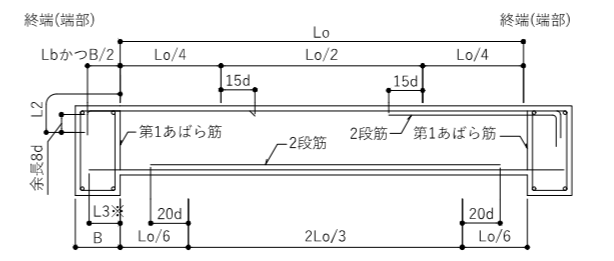 終端(端部)
終端(端部)
Lo
LbかつB/2
Lo/4
Lo/2
Lo/4
15d
15d
L2
余長8d
第1あばら筋
2段筋
2段筋
第1あばら筋
L3※
20d
20d
B
Lo/6
2Lo/3
Lo/6